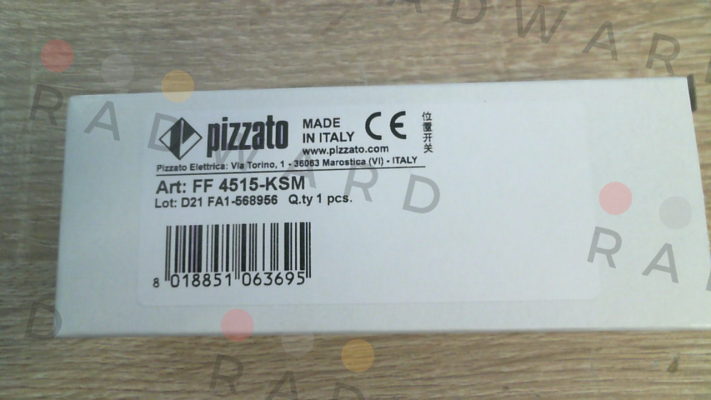 pizzato
MADE
IN ITALY
CE
www.pizzato.com
位置开关
Pizzato Elettrica: Via Torino, 1 - 36063 Marostica (VI) - ITALY
Art: FF 4515-KSM
Lot: D21 FA1-568956 Q.ty 1 pcs.
8 018851 063695
RADWARD